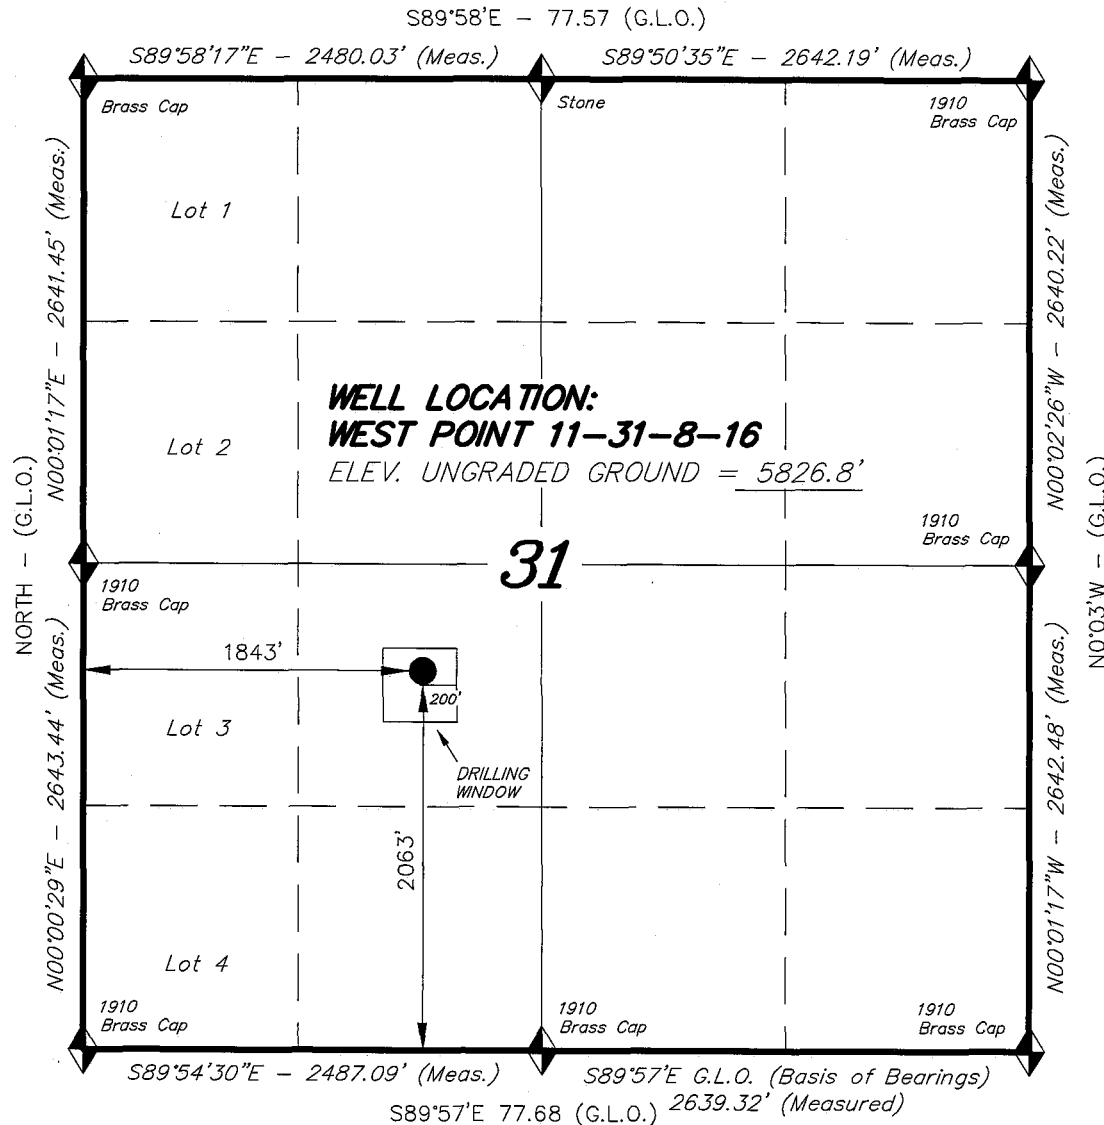 S89°58'E - 77.57 (G.L.O.)
S89°58'17"E - 2480.03' (Meas.)
S89°50'35"E - 2642.19' (Meas.)
Brass Cap
Stone
1910
Brass Cap
N00°01'17"E - 2641.45' (Meas.)
N00°02'26"W - 2640.22' (Meas.)
Lot 1
WELL LOCATION:
WEST POINT 11-31-8-16
ELEV. UNGRADED GROUND = 5826.8'
Lot 2
NORTH - (G.L.O.)
N0°03'W - (G.L.O.)
1910
Brass Cap
31
1910
Brass Cap
1843'
200'
Lot 3
DRILLING
WINDOW
2063'
N00°00'29"E - 2643.44' (Meas.)
N00°01'17"W - 2642.48' (Meas.)
Lot 4
1910
Brass Cap
1910
Brass Cap
1910
Brass Cap
S89°54'30"E - 2487.09' (Meas.)
S89°57'E G.L.O. (Basis of Bearings)
2639.32' (Measured)
S89°57'E 77.68 (G.L.O.)